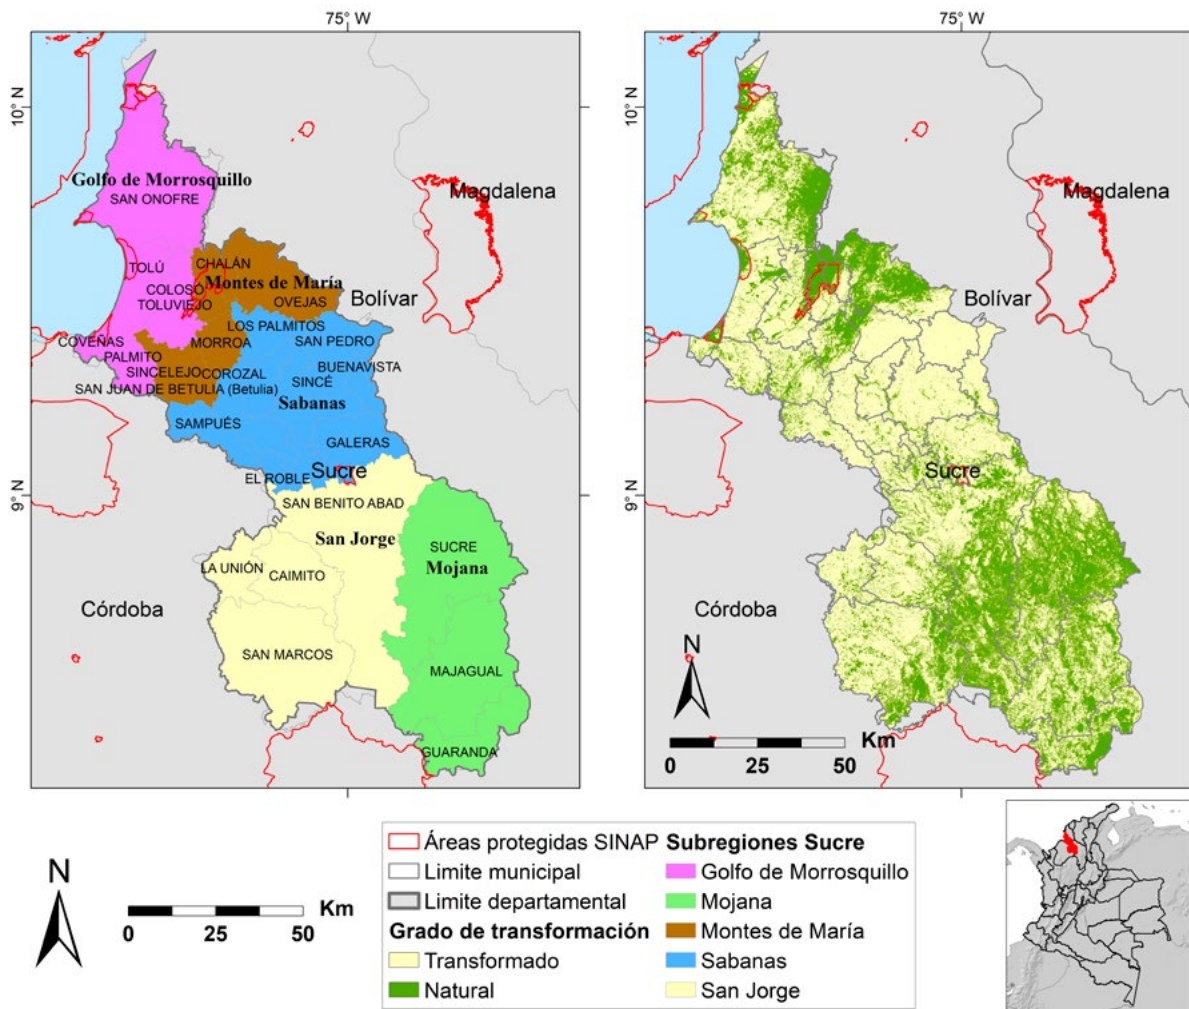 75° W
75° W
10° N
10° N
Golfo de Morrosquillo
SAN ONOFRE
Magdalena
TOLÚ
CHALÁN
COLOSÓ
Montes de María
TOLUVIEJO
OVEJAS
Bolívar
LOS PALMITOS
COVEÑAS
MORROA
SAN PEDRO
PALMITO
SINCELEJO
COROZAL
BUENAVISTA
SINCÉ
SAN JUAN DE BETULIA (Betulia)
Sabanas
SAMPUÉS
GALERAS
EL ROBLE
Sucre
9° N
SAN BENITO ABAD
San Jorge
SUCRE
Mojana
LA UNIÓN
CAIMITO
Córdoba
SAN MARCOS
MAJAGUAL
GUARANDA
Magdalena
Bolívar
Sucre
9° N
Córdoba
N
Km
0 25 50
N
Km
0 25 50
Áreas protegidas SINAP
Limite municipal
Limite departamental
Grado de transformación
Transformado
Natural
Subregiones Sucre
Golfo de Morrosquillo
Mojana
Montes de María
Sabanas
San Jorge